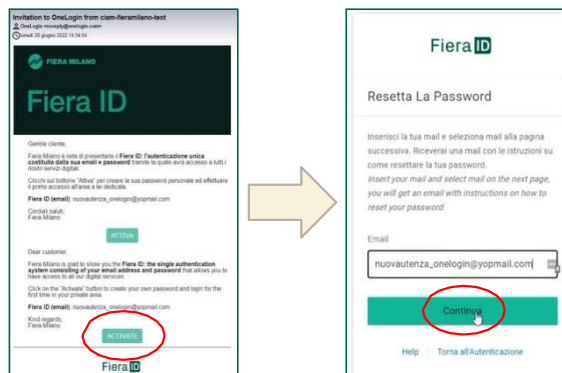 Invitation to OneLogin from ciam-fieramilano-test
OneLogin <noreply@onelogin.com>
lunedì 20 giugno 2022 14:34:04
FIERA MILANO
Fiera ID
Gentile cliente,
Fiera Milano è lieta di presentarle il Fiera ID: l'autenticazione unica
costituita dalla sua email e password tramite la quale avrà accesso a tutti i
nostri servizi digitali.
Clicchi sul bottone "Attiva" per creare la sua password personale ed effettuare
il primo accesso all'area a lei dedicata.
Fiera ID (email) nuovautenza_onelogin@yopmail.com
Cordiali saluti,
Fiera Milano
ATTIVA
Dear customer,
Fiera Milano is glad to show you the Fiera ID: the single authentication
system consisting of your email address and password that allows you to
have access to all our digital services.
Click on the "Activate" button to create your own password and login for the
first time in your private area.
Fiera ID (email) nuovautenza_onelogin@yopmail.com
Kind regards,
Fiera Milano
ACTIVATE
Fiera ID
Fiera ID
Resetta La Password
Inserisci la tua mail e seleziona mail alla pagina
successiva. Riceverai una mail con le istruzioni su
come resettare la tua password.
Insert your mail and select mail on the next page,
you will get an email with instructions on how to
reset your password
Email
nuovautenza_onelogin@yopmail.com
Continua
Help Torna all'Autenticazione